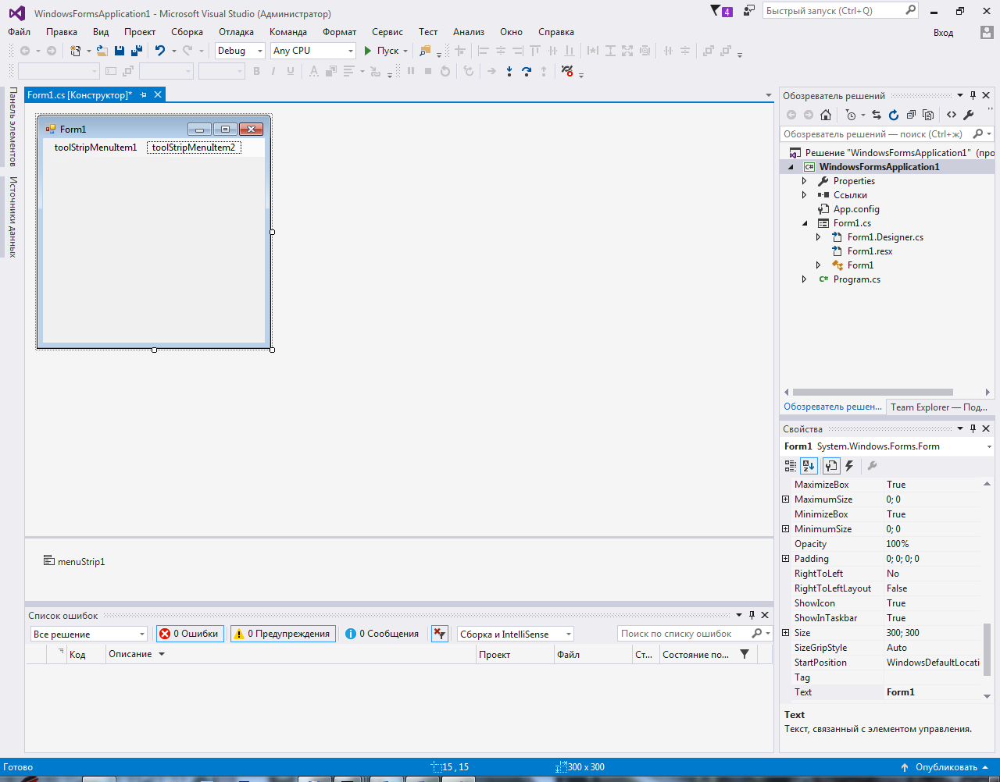 WindowsFormsApplication1 - Microsoft Visual Studio (Администратор)
4
Быстрый запуск (Ctrl+Q)
Файл Правка Вид Проект Сборка Отладка Команда Формат Сервис Тест Анализ Окно Справка
Вход
Debug Any CPU Пуск
B I U A
Панель элементов
Источники данных
Form1.cs [Конструктор]*
Form1
toolStripMenuItem1 toolStripMenuItem2
menuStrip1
Список ошибок
Все решение 0 Ошибки 0 Предупреждения 0 Сообщения Сборка и IntelliSense Поиск по списку ошибок
Код Описание Проект Файл Ст... Состояние по...
Обозреватель решений
Обозреватель решений — поиск (Ctrl+ж)
Решение "WindowsFormsApplication1" (про
C# WindowsFormsApplication1
Properties
Ссылки
App.config
Form1.cs
Form1.Designer.cs
Form1.resx
Form1
C# Program.cs
Обозреватель решен... Team Explorer — Под...
Свойства
Form1 System.Windows.Forms.Form
MaximizeBox True
MaximumSize 0; 0
MinimizeBox True
MinimumSize 0; 0
Opacity 100%
Padding 0; 0; 0; 0
RightToLeft No
RightToLeftLayout False
ShowIcon True
ShowInTaskbar True
Size 300; 300
SizeGripStyle Auto
StartPosition WindowsDefaultLocati
Tag
Text Form1
Text
Текст, связанный с элементом управления.
Готово 15 , 15 300 x 300 Опубликовать